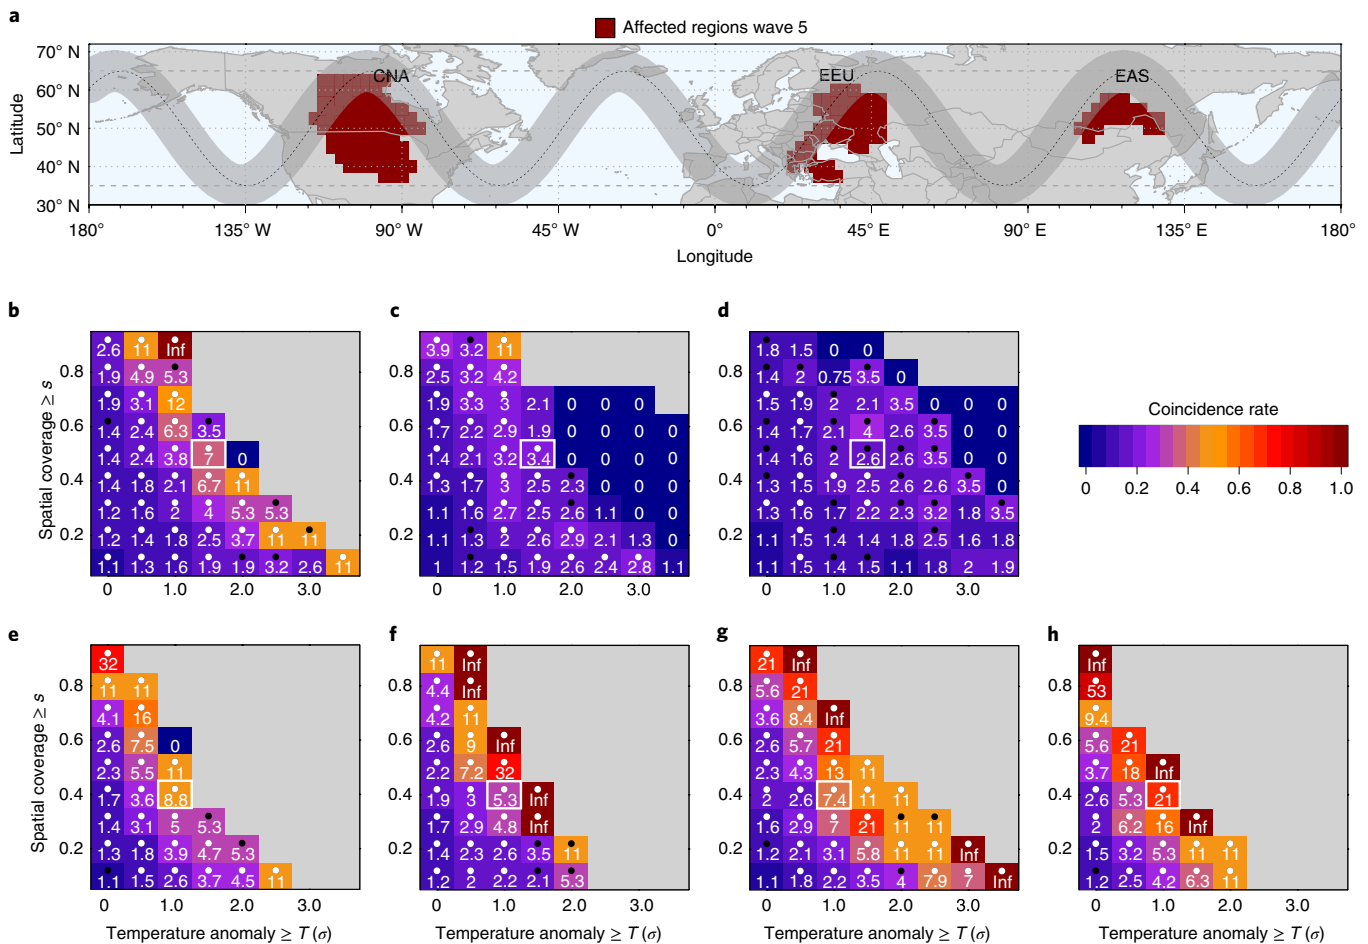 a
Affected regions wave 5
70° N
60° N
50° N
40° N
30° N
Latitude
CNA
EEU
EAS
180°
135° W
90° W
45° W
0°
45° E
90° E
135° E
180°
Longitude
b
c
d
Spatial coverage ≥ s
0.8
0.6
0.4
0.2
2.6 11 Inf
1.9 4.9 5.3
1.9 3.1 12
1.4 2.4 6.3 3.5
1.4 2.4 3.8 7 0
1.4 1.8 2.1 6.7 11
1.2 1.6 2 4 5.3 5.3
1.2 1.4 1.8 2.5 3.7 11 11
1.1 1.3 1.6 1.9 1.9 3.2 2.6 11
0 1.0 2.0 3.0
3.9 3.2 11
2.5 3.2 4.2
1.9 3.3 3 2.1 0 0 0
1.7 2.2 2.9 1.9 0 0 0 0
1.4 2.1 3.2 3.4 0 0 0 0
1.3 1.7 3 2.5 2.3 0 0 0
1.1 1.6 2.7 2.5 2.6 1.1 0 0
1.1 1.3 2 2.6 2.9 2.1 1.3 0
1 1.2 1.5 1.9 2.6 2.4 2.8 1.1
0 1.0 2.0 3.0
1.8 1.5 0 0
1.4 2 0.75 3.5 0
1.5 1.9 2 2.1 3.5 0 0 0
1.4 1.7 2.1 4 2.6 3.5 0 0
1.4 1.6 2 2.6 2.6 3.5 0 0
1.3 1.5 1.9 2.5 2.6 2.6 3.5 0
1.3 1.5 1.6 2.2 2.3 3.2 1.8 3.5
1.1 1.5 1.4 1.4 1.8 2.5 1.6 1.8
1.1 1.5 1.4 1.5 1.1 1.8 2 1.9
0 1.0 2.0 3.0
Coincidence rate
0 0.2 0.4 0.6 0.8 1.0
e
f
g
h
Spatial coverage ≥ s
0.8
0.6
0.4
0.2
32
11 11
4.1 16
2.6 7.5 0
2.3 5.5 11
1.7 3.6 8.8
1.4 3.1 5 5.3
1.3 1.8 3.9 4.7 5.3
1.1 1.5 2.6 3.7 4.5 11
0 1.0 2.0 3.0
Temperature anomaly ≥ T (σ)
11 Inf
4.4 Inf
4.2 11
2.6 9 Inf
2.2 7.2 32
1.9 3 5.3 Inf
1.7 2.9 4.8 Inf
1.4 2.3 2.6 3.5 11
1.2 2 2.2 2.1 5.3
0 1.0 2.0 3.0
Temperature anomaly ≥ T (σ)
21 Inf
5.6 21
3.6 8.4 Inf
2.6 5.7 21
2.3 4.3 13 11
2 2.6 7.4 11 11
1.6 2.9 7 21 11 11
1.2 2.1 3.1 5.8 11 11 Inf
1.1 1.8 2.2 3.5 4 7.9 7 Inf
0 1.0 2.0 3.0
Temperature anomaly ≥ T (σ)
Inf
53
9.4
5.6 21
3.7 18 Inf
2.6 5.3 21
2 6.2 16 Inf
1.5 3.2 5.3 11 11
1.2 2.5 4.2 6.3 11
0 1.0 2.0 3.0
Temperature anomaly ≥ T (σ)